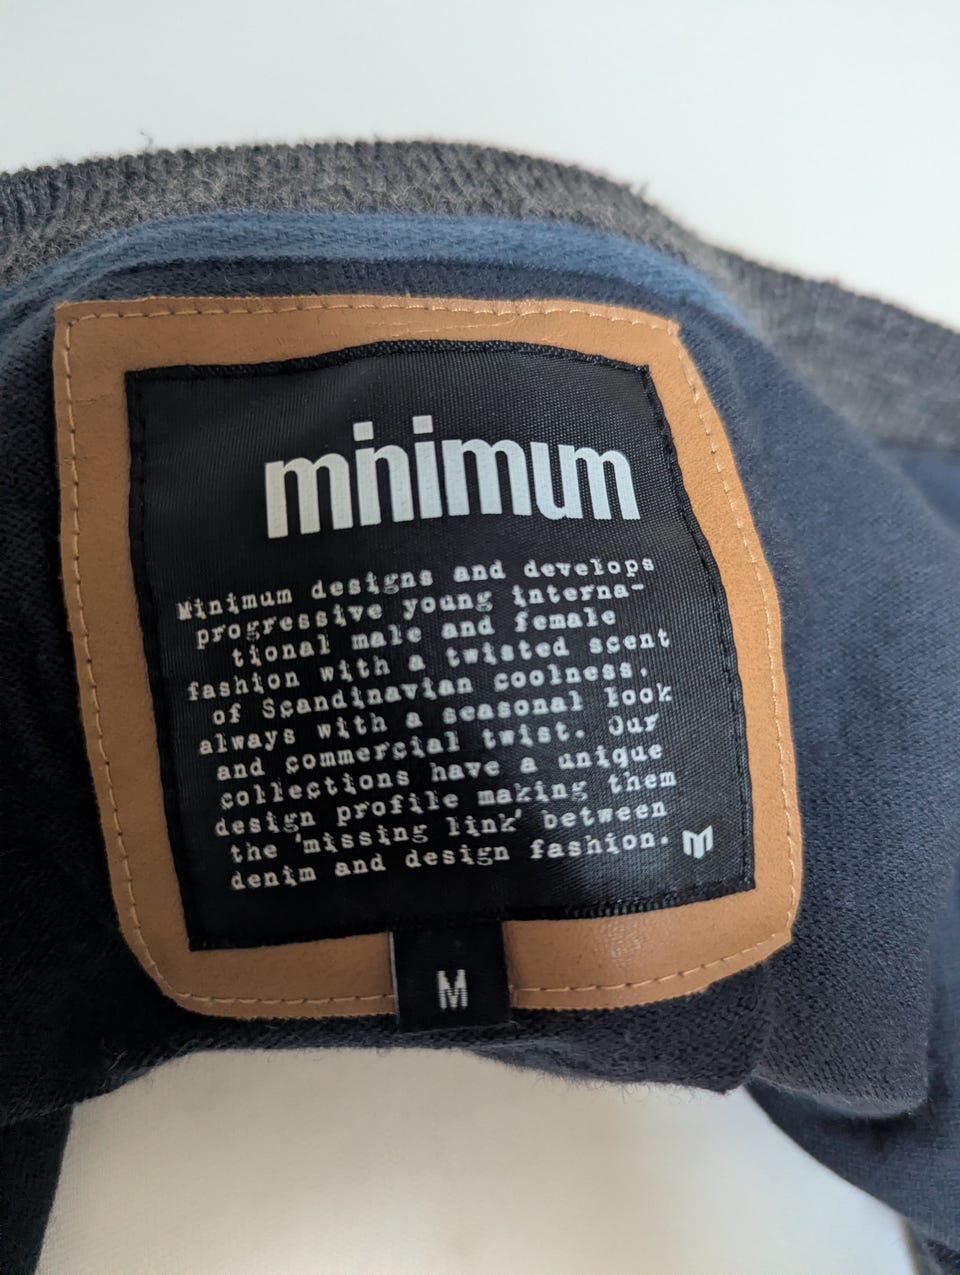 minimum
Minimum designs and develops
progressive young interna-
tional male and female
fashion with a twisted scent
of Scandinavian coolness,
always with a seasonal look
and commercial twist. Our
collections have a unique
design profile making them
the 'missing link' between
denim and design fashion.
M